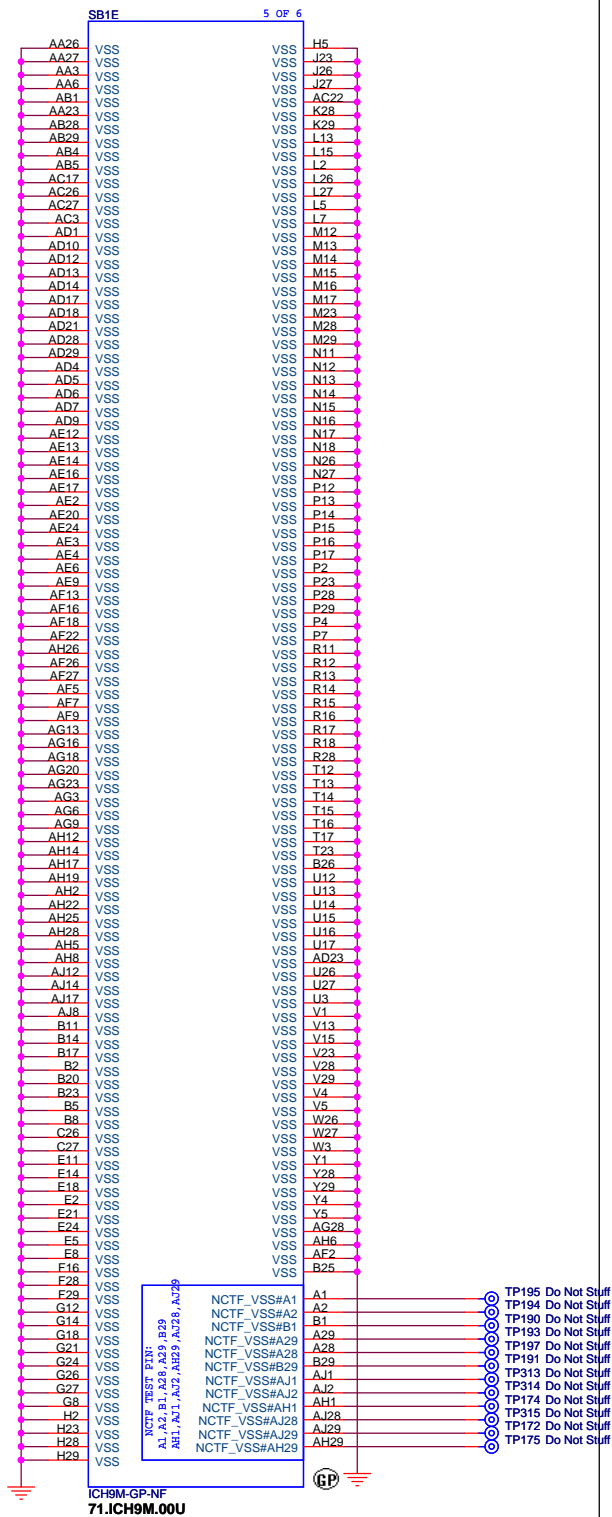 SB1E 5 OF 6
AA26 VSS VSS H5
AA27 VSS VSS J23
AA3 VSS VSS J26
AA6 VSS VSS J27
AB1 VSS VSS AC22
AA23 VSS VSS K28
AB28 VSS VSS K29
AB29 VSS VSS L13
AB4 VSS VSS L15
AB5 VSS VSS L2
AC17 VSS VSS L26
AC26 VSS VSS L27
AC27 VSS VSS L5
AC3 VSS VSS L7
AD1 VSS VSS M12
AD10 VSS VSS M13
AD12 VSS VSS M14
AD13 VSS VSS M15
AD14 VSS VSS M16
AD17 VSS VSS M17
AD18 VSS VSS M23
AD21 VSS VSS M28
AD28 VSS VSS M29
AD29 VSS VSS N11
AD4 VSS VSS N12
AD5 VSS VSS N13
AD6 VSS VSS N14
AD7 VSS VSS N15
AD9 VSS VSS N16
AE12 VSS VSS N17
AE13 VSS VSS N18
AE14 VSS VSS N26
AE16 VSS VSS N27
AE17 VSS VSS P12
AE2 VSS VSS P13
AE20 VSS VSS P14
AE24 VSS VSS P15
AE3 VSS VSS P16
AE4 VSS VSS P17
AE6 VSS VSS P2
AE9 VSS VSS P23
AF13 VSS VSS P28
AF16 VSS VSS P29
AF18 VSS VSS P4
AF22 VSS VSS P7
AH26 VSS VSS R11
AF26 VSS VSS R12
AF27 VSS VSS R13
AF5 VSS VSS R14
AF7 VSS VSS R15
AF9 VSS VSS R16
AG13 VSS VSS R17
AG16 VSS VSS R18
AG18 VSS VSS R28
AG20 VSS VSS T12
AG23 VSS VSS T13
AG3 VSS VSS T14
AG6 VSS VSS T15
AG9 VSS VSS T16
AH12 VSS VSS T17
AH14 VSS VSS T23
AH17 VSS VSS B26
AH19 VSS VSS U12
AH2 VSS VSS U13
AH22 VSS VSS U14
AH25 VSS VSS U15
AH28 VSS VSS U16
AH5 VSS VSS U17
AH8 VSS VSS AD23
AJ12 VSS VSS U26
AJ14 VSS VSS U27
AJ17 VSS VSS U3
AJ8 VSS VSS V1
B11 VSS VSS V13
B14 VSS VSS V15
B17 VSS VSS V23
B2 VSS VSS V28
B20 VSS VSS V29
B23 VSS VSS V4
B5 VSS VSS V5
B8 VSS VSS W26
C26 VSS VSS W27
C27 VSS VSS W3
E11 VSS VSS Y1
E14 VSS VSS Y28
E18 VSS VSS Y29
E2 VSS VSS Y4
E21 VSS VSS Y5
E24 VSS VSS AG28
E5 VSS VSS AH6
E8 VSS VSS AF2
F16 VSS VSS B25
F28 VSS
F29 VSS NCTF_VSS#A1 A1 TP195 Do Not Stuff
G12 VSS NCTF_VSS#A2 A2 TP194 Do Not Stuff
G14 VSS NCTF_VSS#B1 B1 TP190 Do Not Stuff
G18 VSS NCTF_VSS#A29 A29 TP193 Do Not Stuff
G21 VSS NCTF_VSS#A28 A28 TP197 Do Not Stuff
G24 VSS NCTF_VSS#B29 B29 TP191 Do Not Stuff
G26 VSS NCTF_VSS#AJ1 AJ1 TP313 Do Not Stuff
G27 VSS NCTF_VSS#AJ2 AJ2 TP314 Do Not Stuff
G8 VSS NCTF_VSS#AH1 AH1 TP174 Do Not Stuff
H2 VSS NCTF_VSS#AJ28 AJ28 TP315 Do Not Stuff
H23 VSS NCTF_VSS#AJ29 AJ29 TP172 Do Not Stuff
H28 VSS NCTF_VSS#AH29 AH29 TP175 Do Not Stuff
H29 VSS
NCTF TEST PIN:
A1,A2,B1,A28,A29,B29
AH1,AJ1,AJ2,AH29,AJ28,AJ29
GP
ICH9M-GP-NF
71.ICH9M.00U